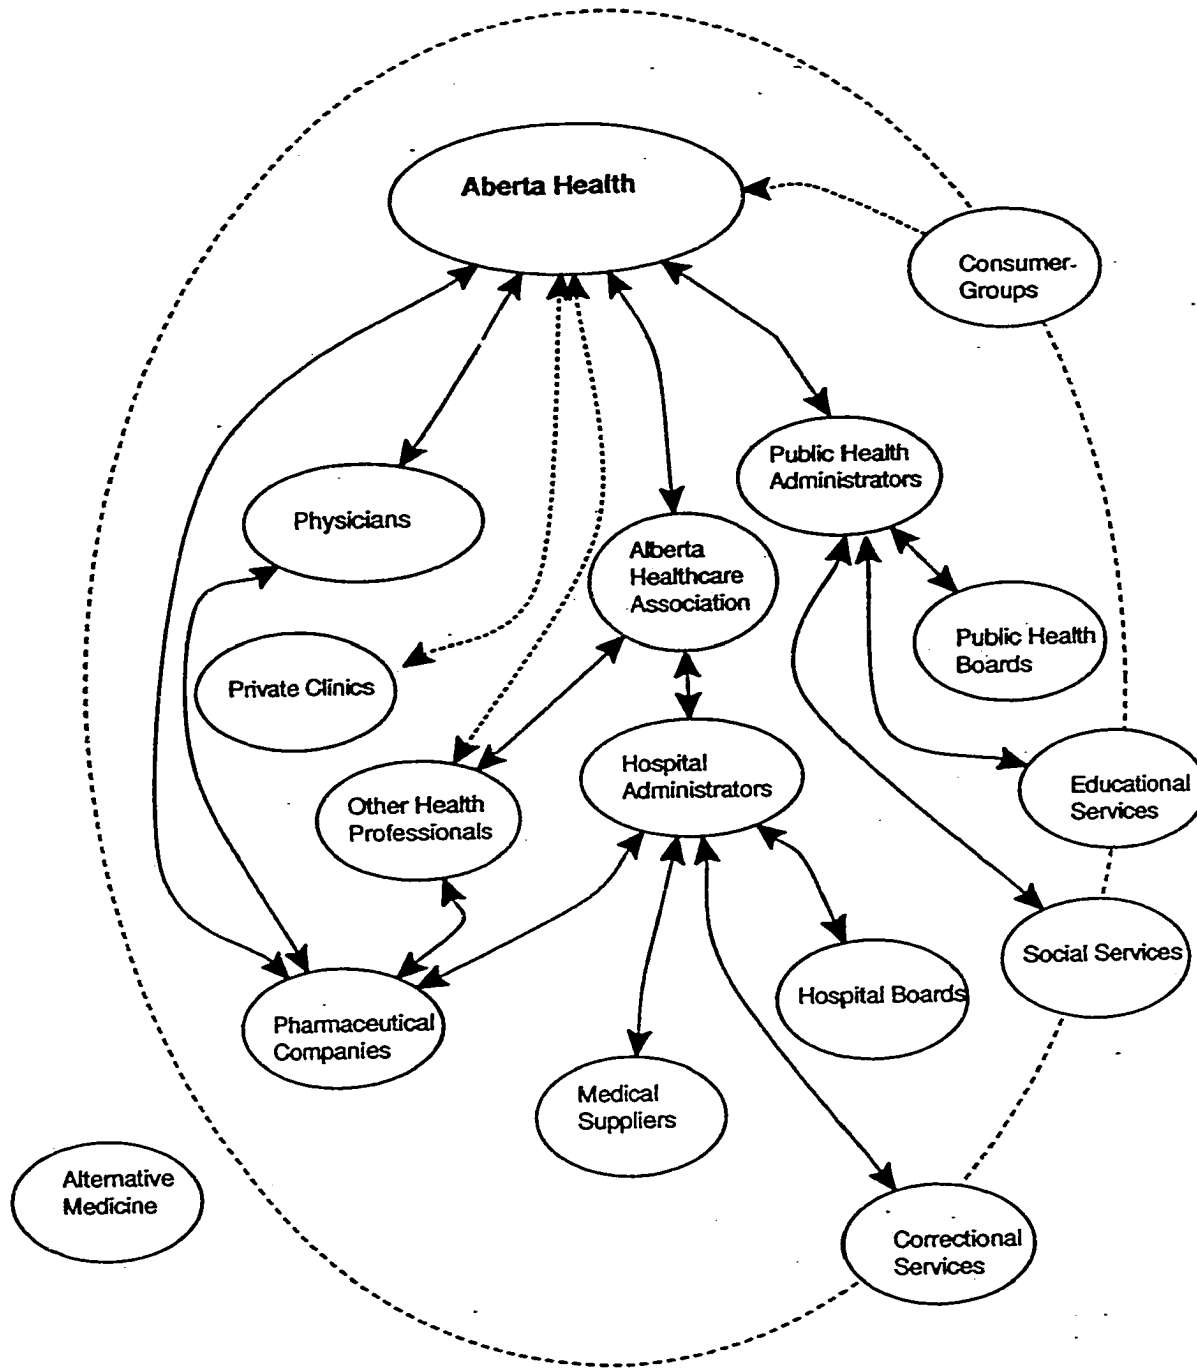 Aberta Health
Consumer-
Groups
Public Health
Administrators
Physicians
Alberta
Healthcare
Association
Public Health
Boards
Private Clinics
Hospital
Administrators
Educational
Services
Other Health
Professionals
Social Services
Hospital Boards
Pharmaceutical
Companies
Medical
Suppliers
Alternative
Medicine
Correctional
Services